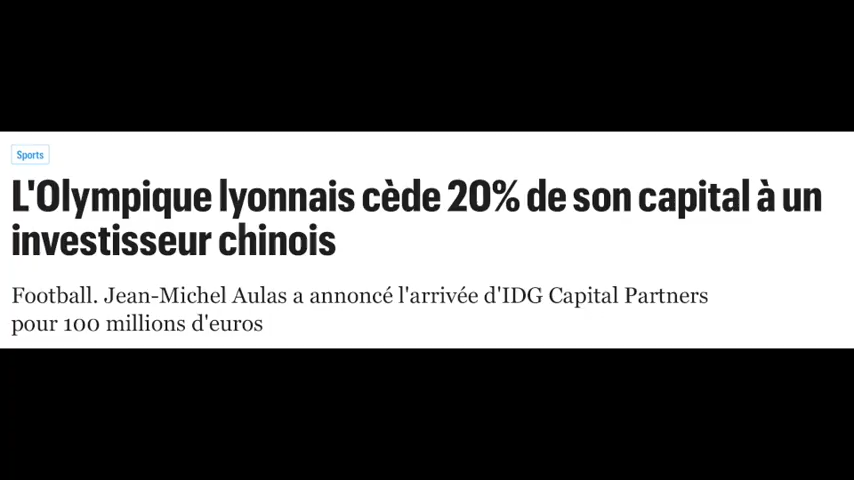 Sports
L'Olympique lyonnais cède 20% de son capital à un
investisseur chinois
Football. Jean-Michel Aulas a annoncé l'arrivée d'IDG Capital Partners
pour 100 millions d'euros